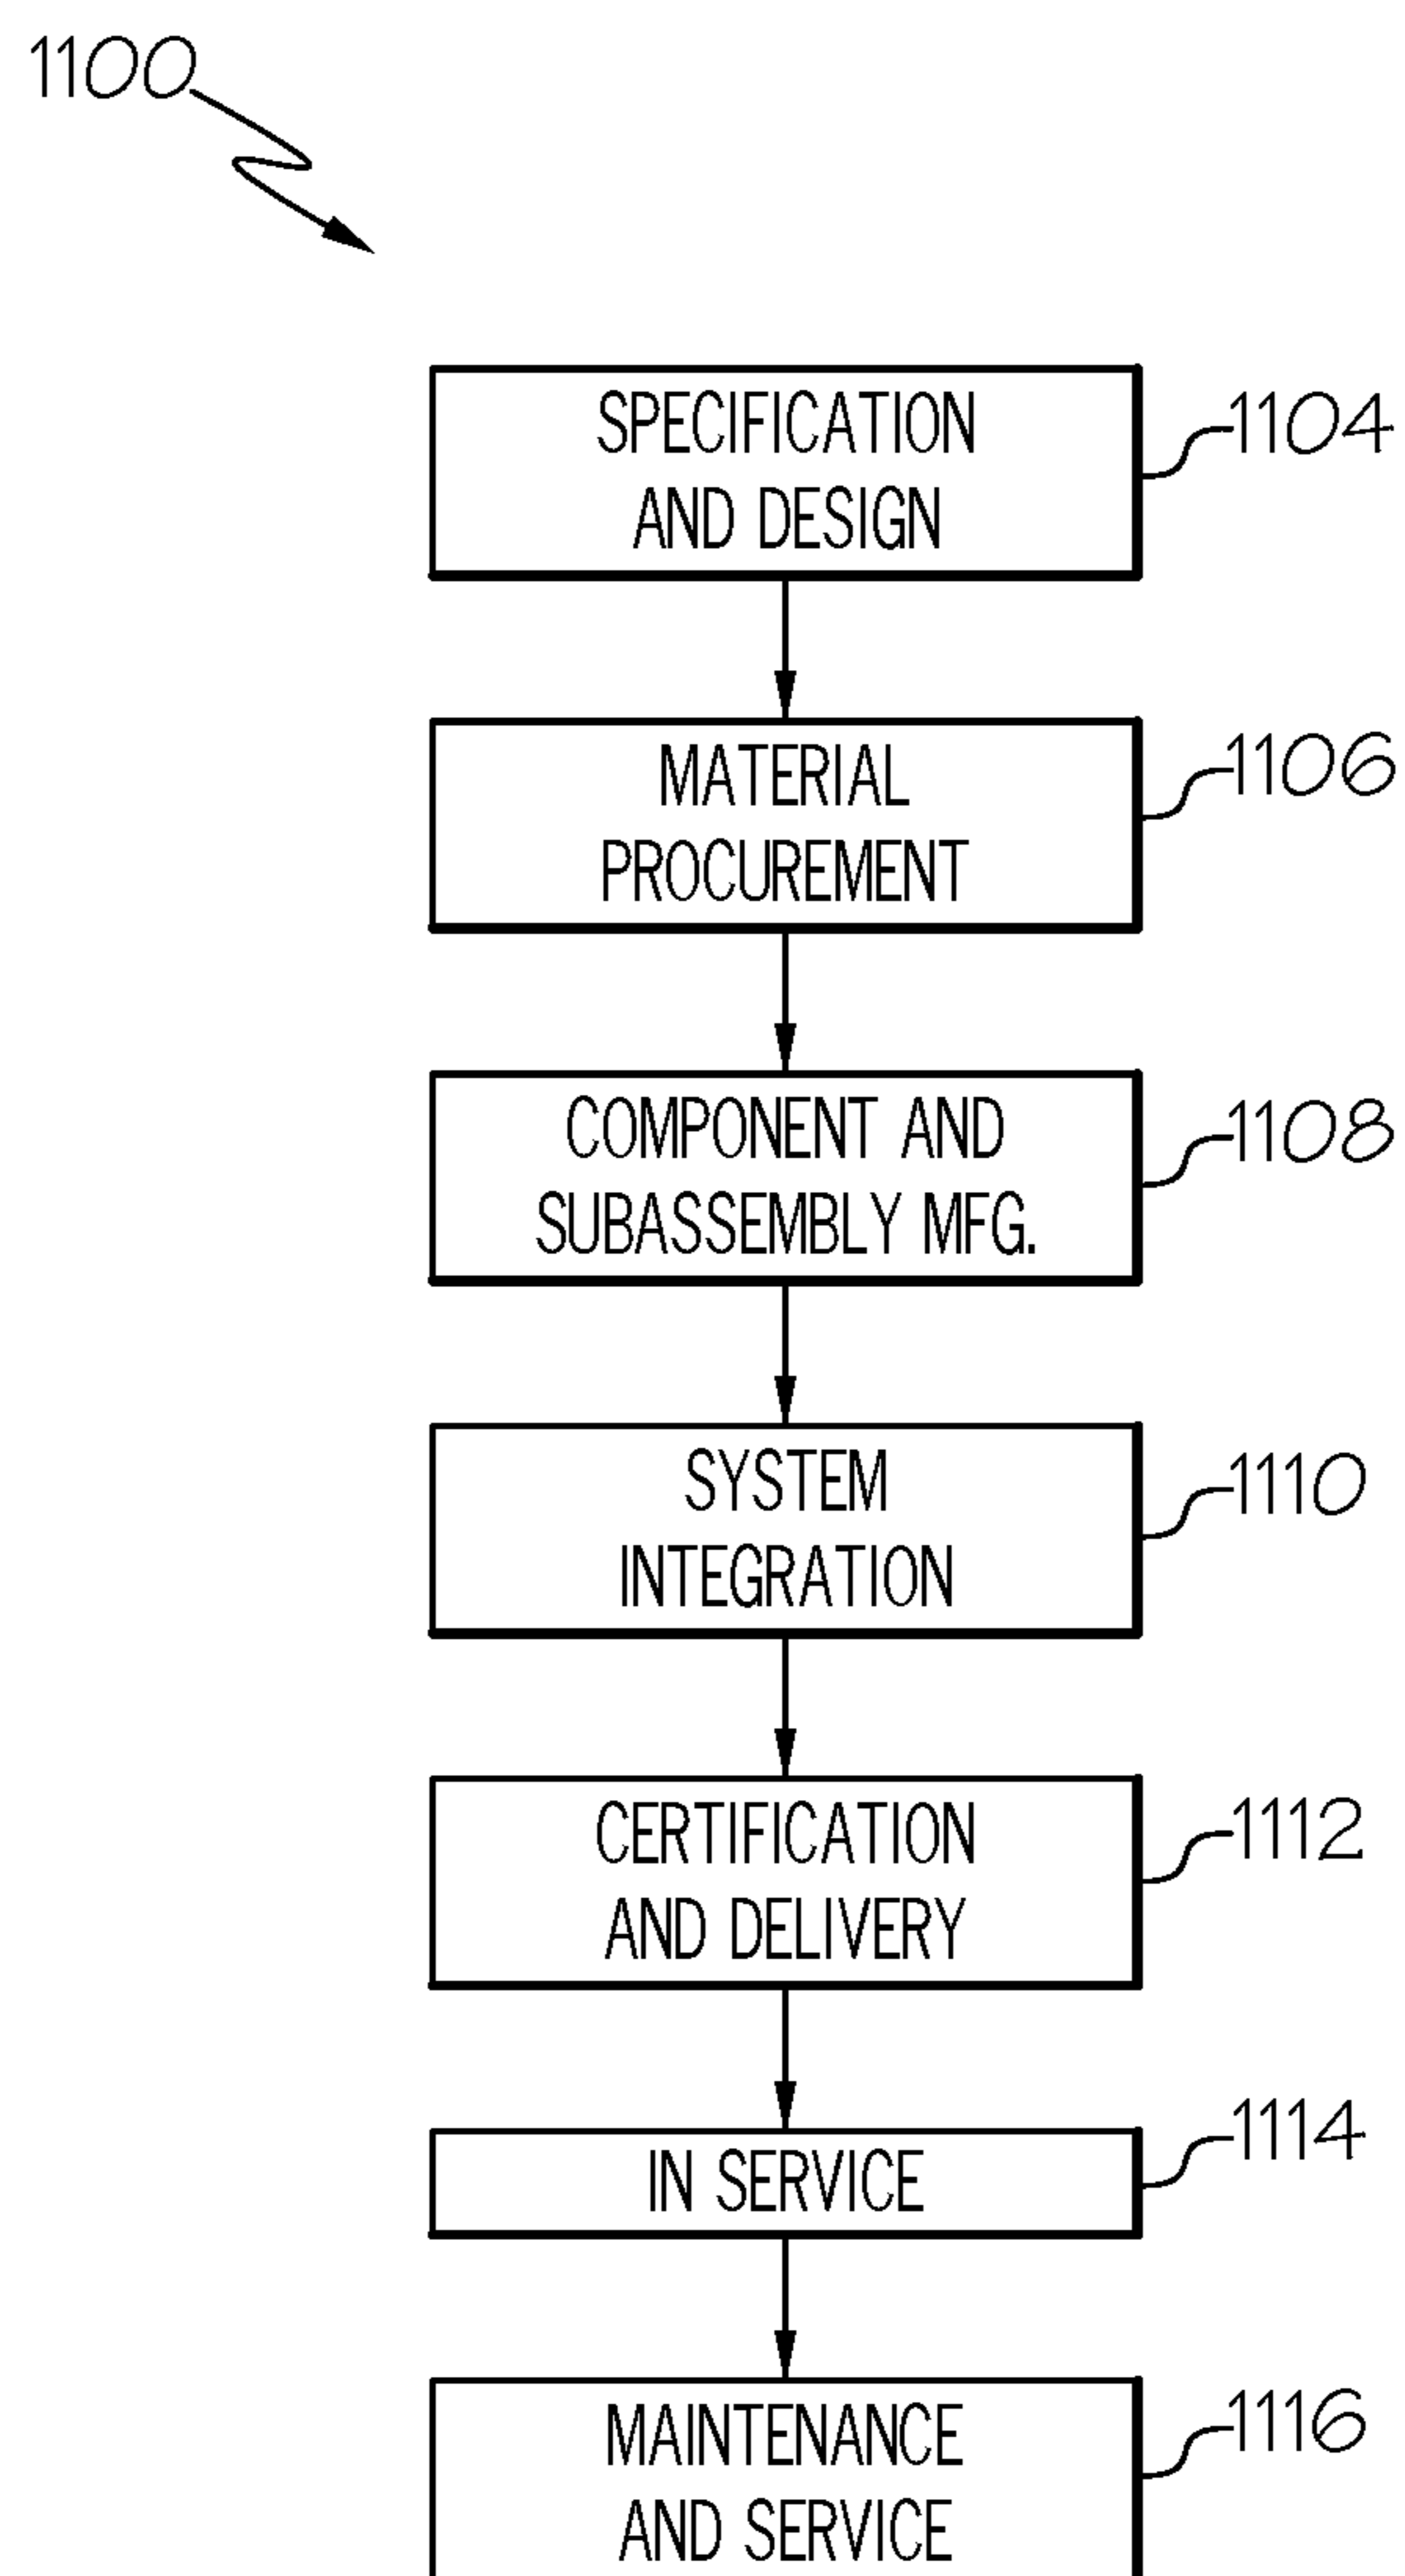 1100
SPECIFICATION
AND DESIGN
1104
MATERIAL
PROCUREMENT
1106
COMPONENT AND
SUBASSEMBLY MFG.
1108
SYSTEM
INTEGRATION
1110
CERTIFICATION
AND DELIVERY
1112
IN SERVICE
1114
MAINTENANCE
AND SERVICE
1116